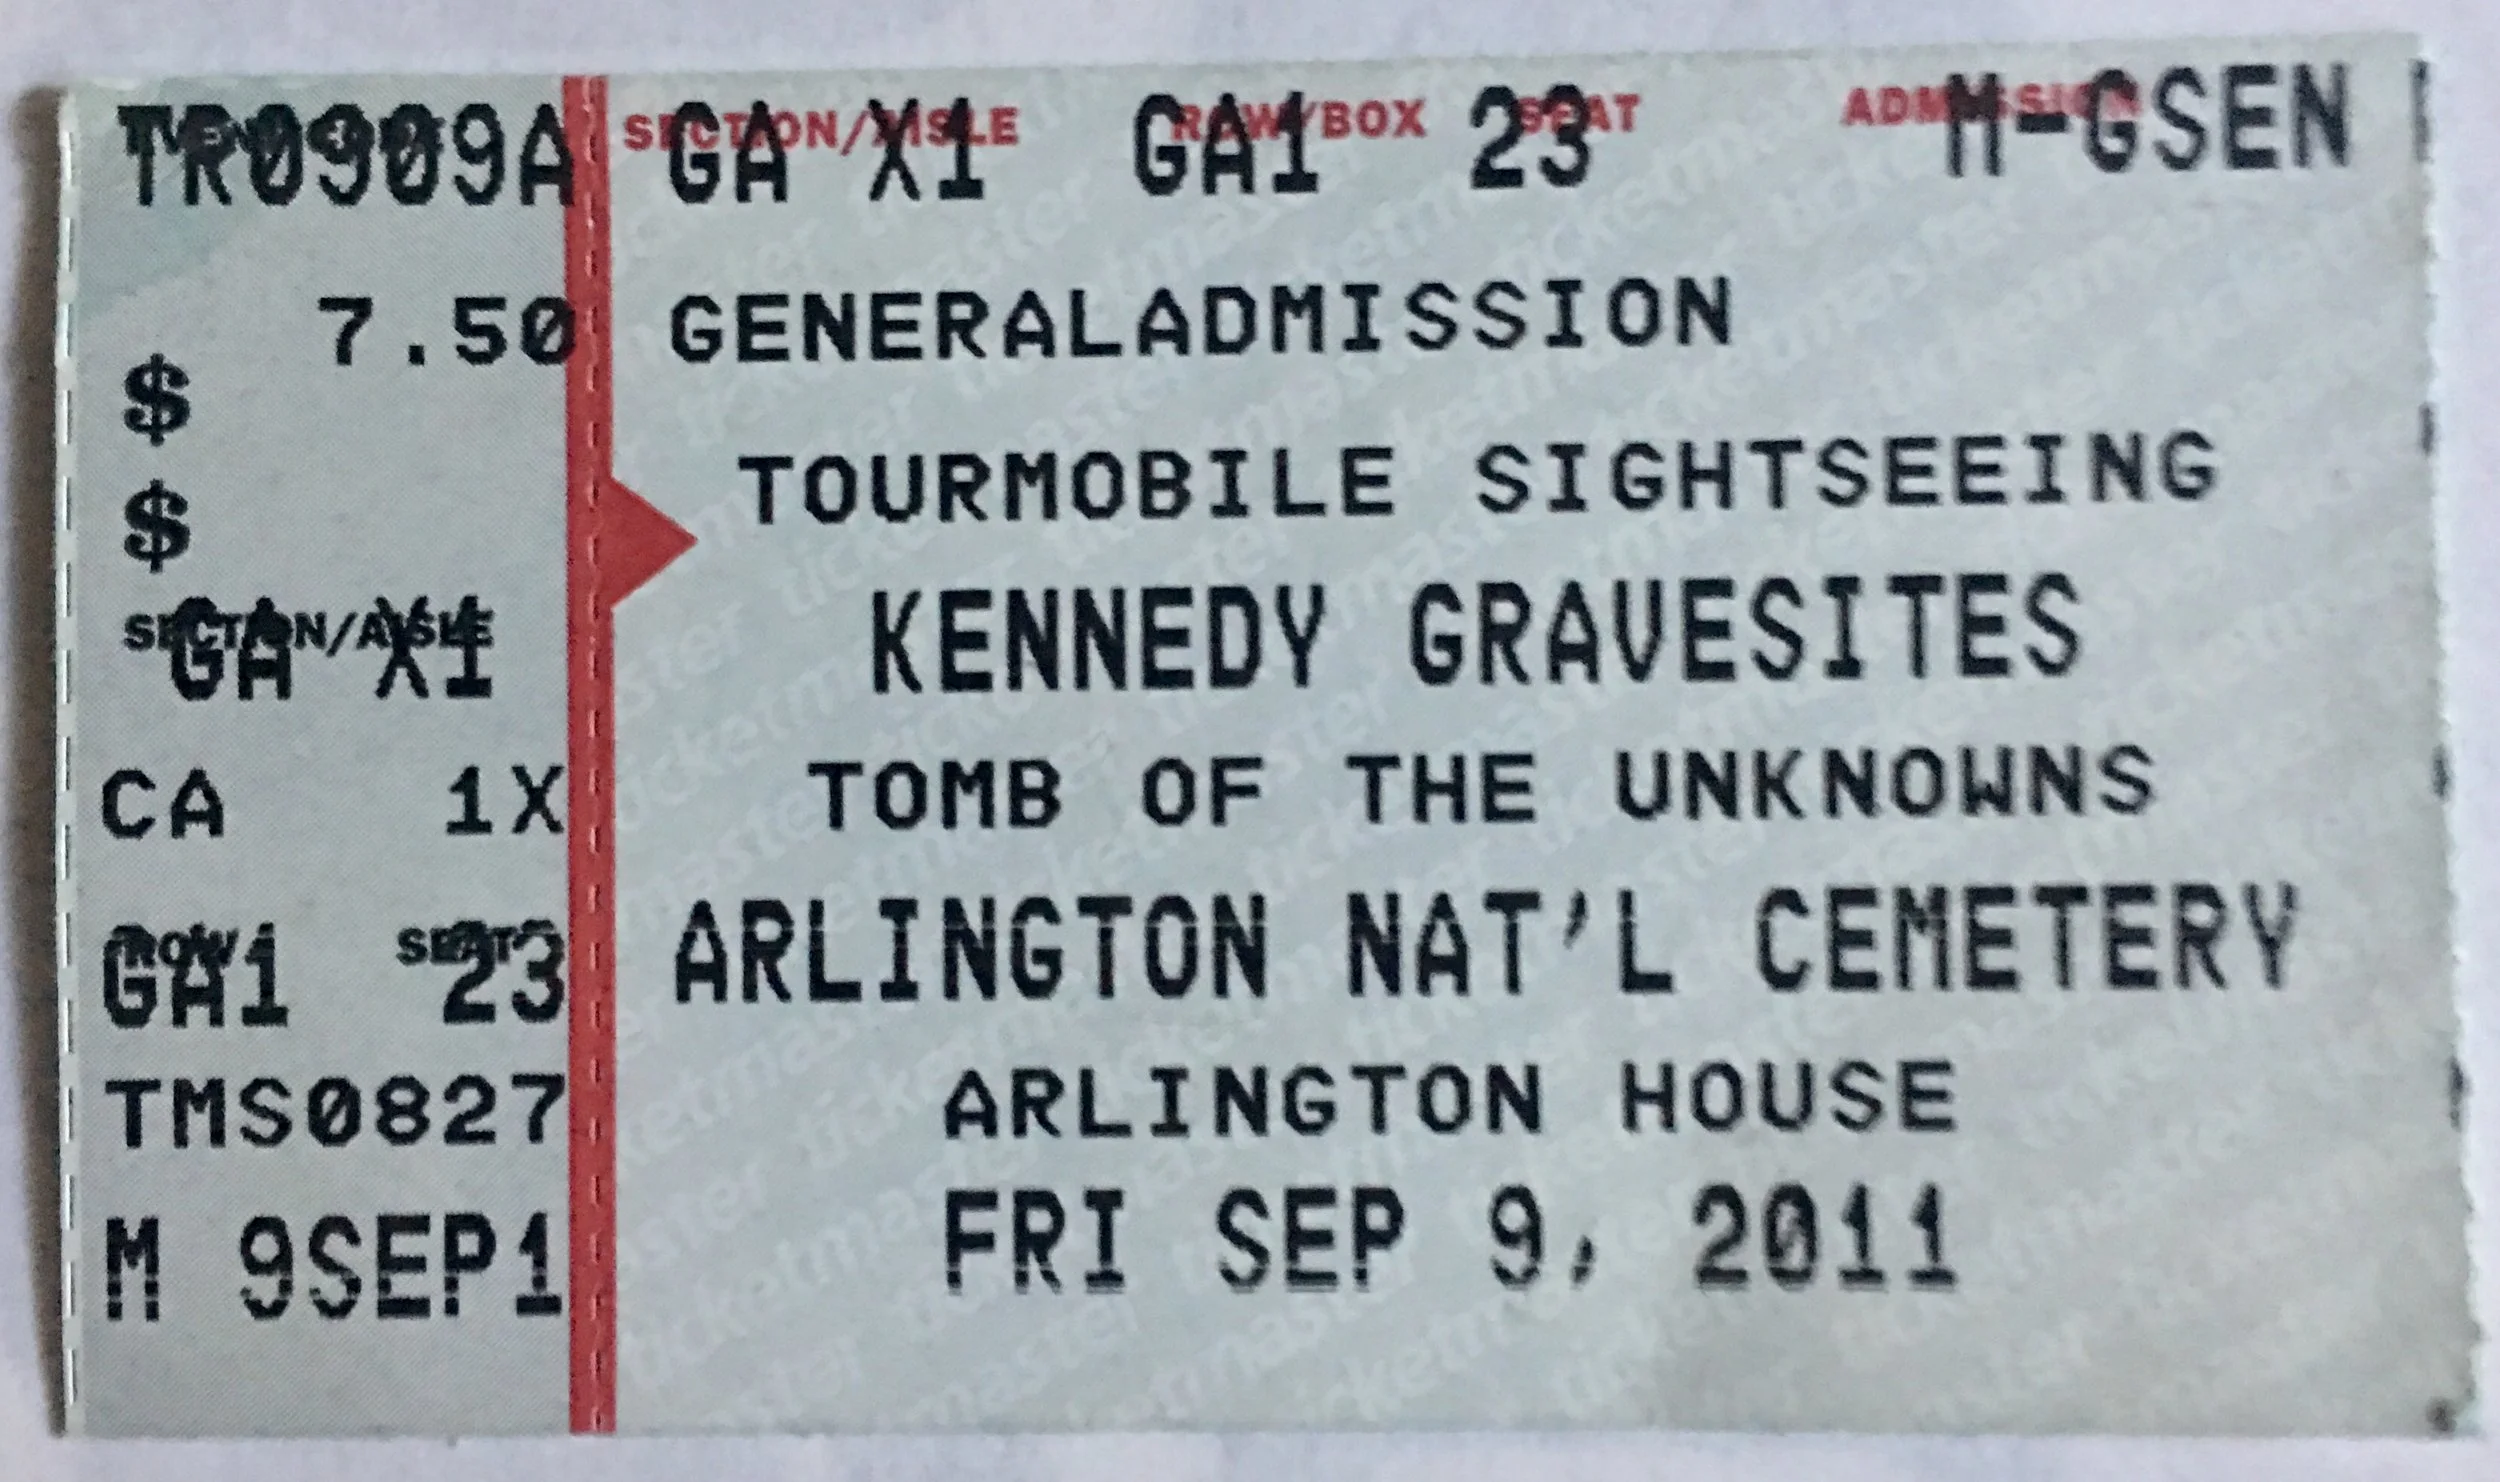 TR0909A
7.50
$
$
SECTION/AISLE
GA X1
CA 1X
ROW SEAT
GA1 23
TMS0827
M 9SEP1
SECTION/AISLE ROW/BOX SEAT ADMISSION
GA X1 GA1 23 M-GSEN
GENERALADMISSION
TOURMOBILE SIGHTSEEING
KENNEDY GRAVESITES
TOMB OF THE UNKNOWNS
ARLINGTON NAT'L CEMETERY
ARLINGTON HOUSE
FRI SEP 9, 2011